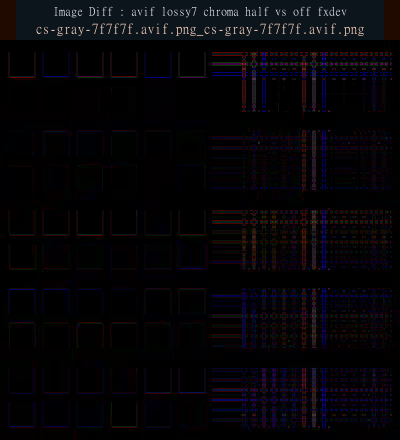 Image Diff : avif lossy7 chroma half vs off fxdev
cs-gray-7f7f7f.avif.png_cs-gray-7f7f7f.avif.png